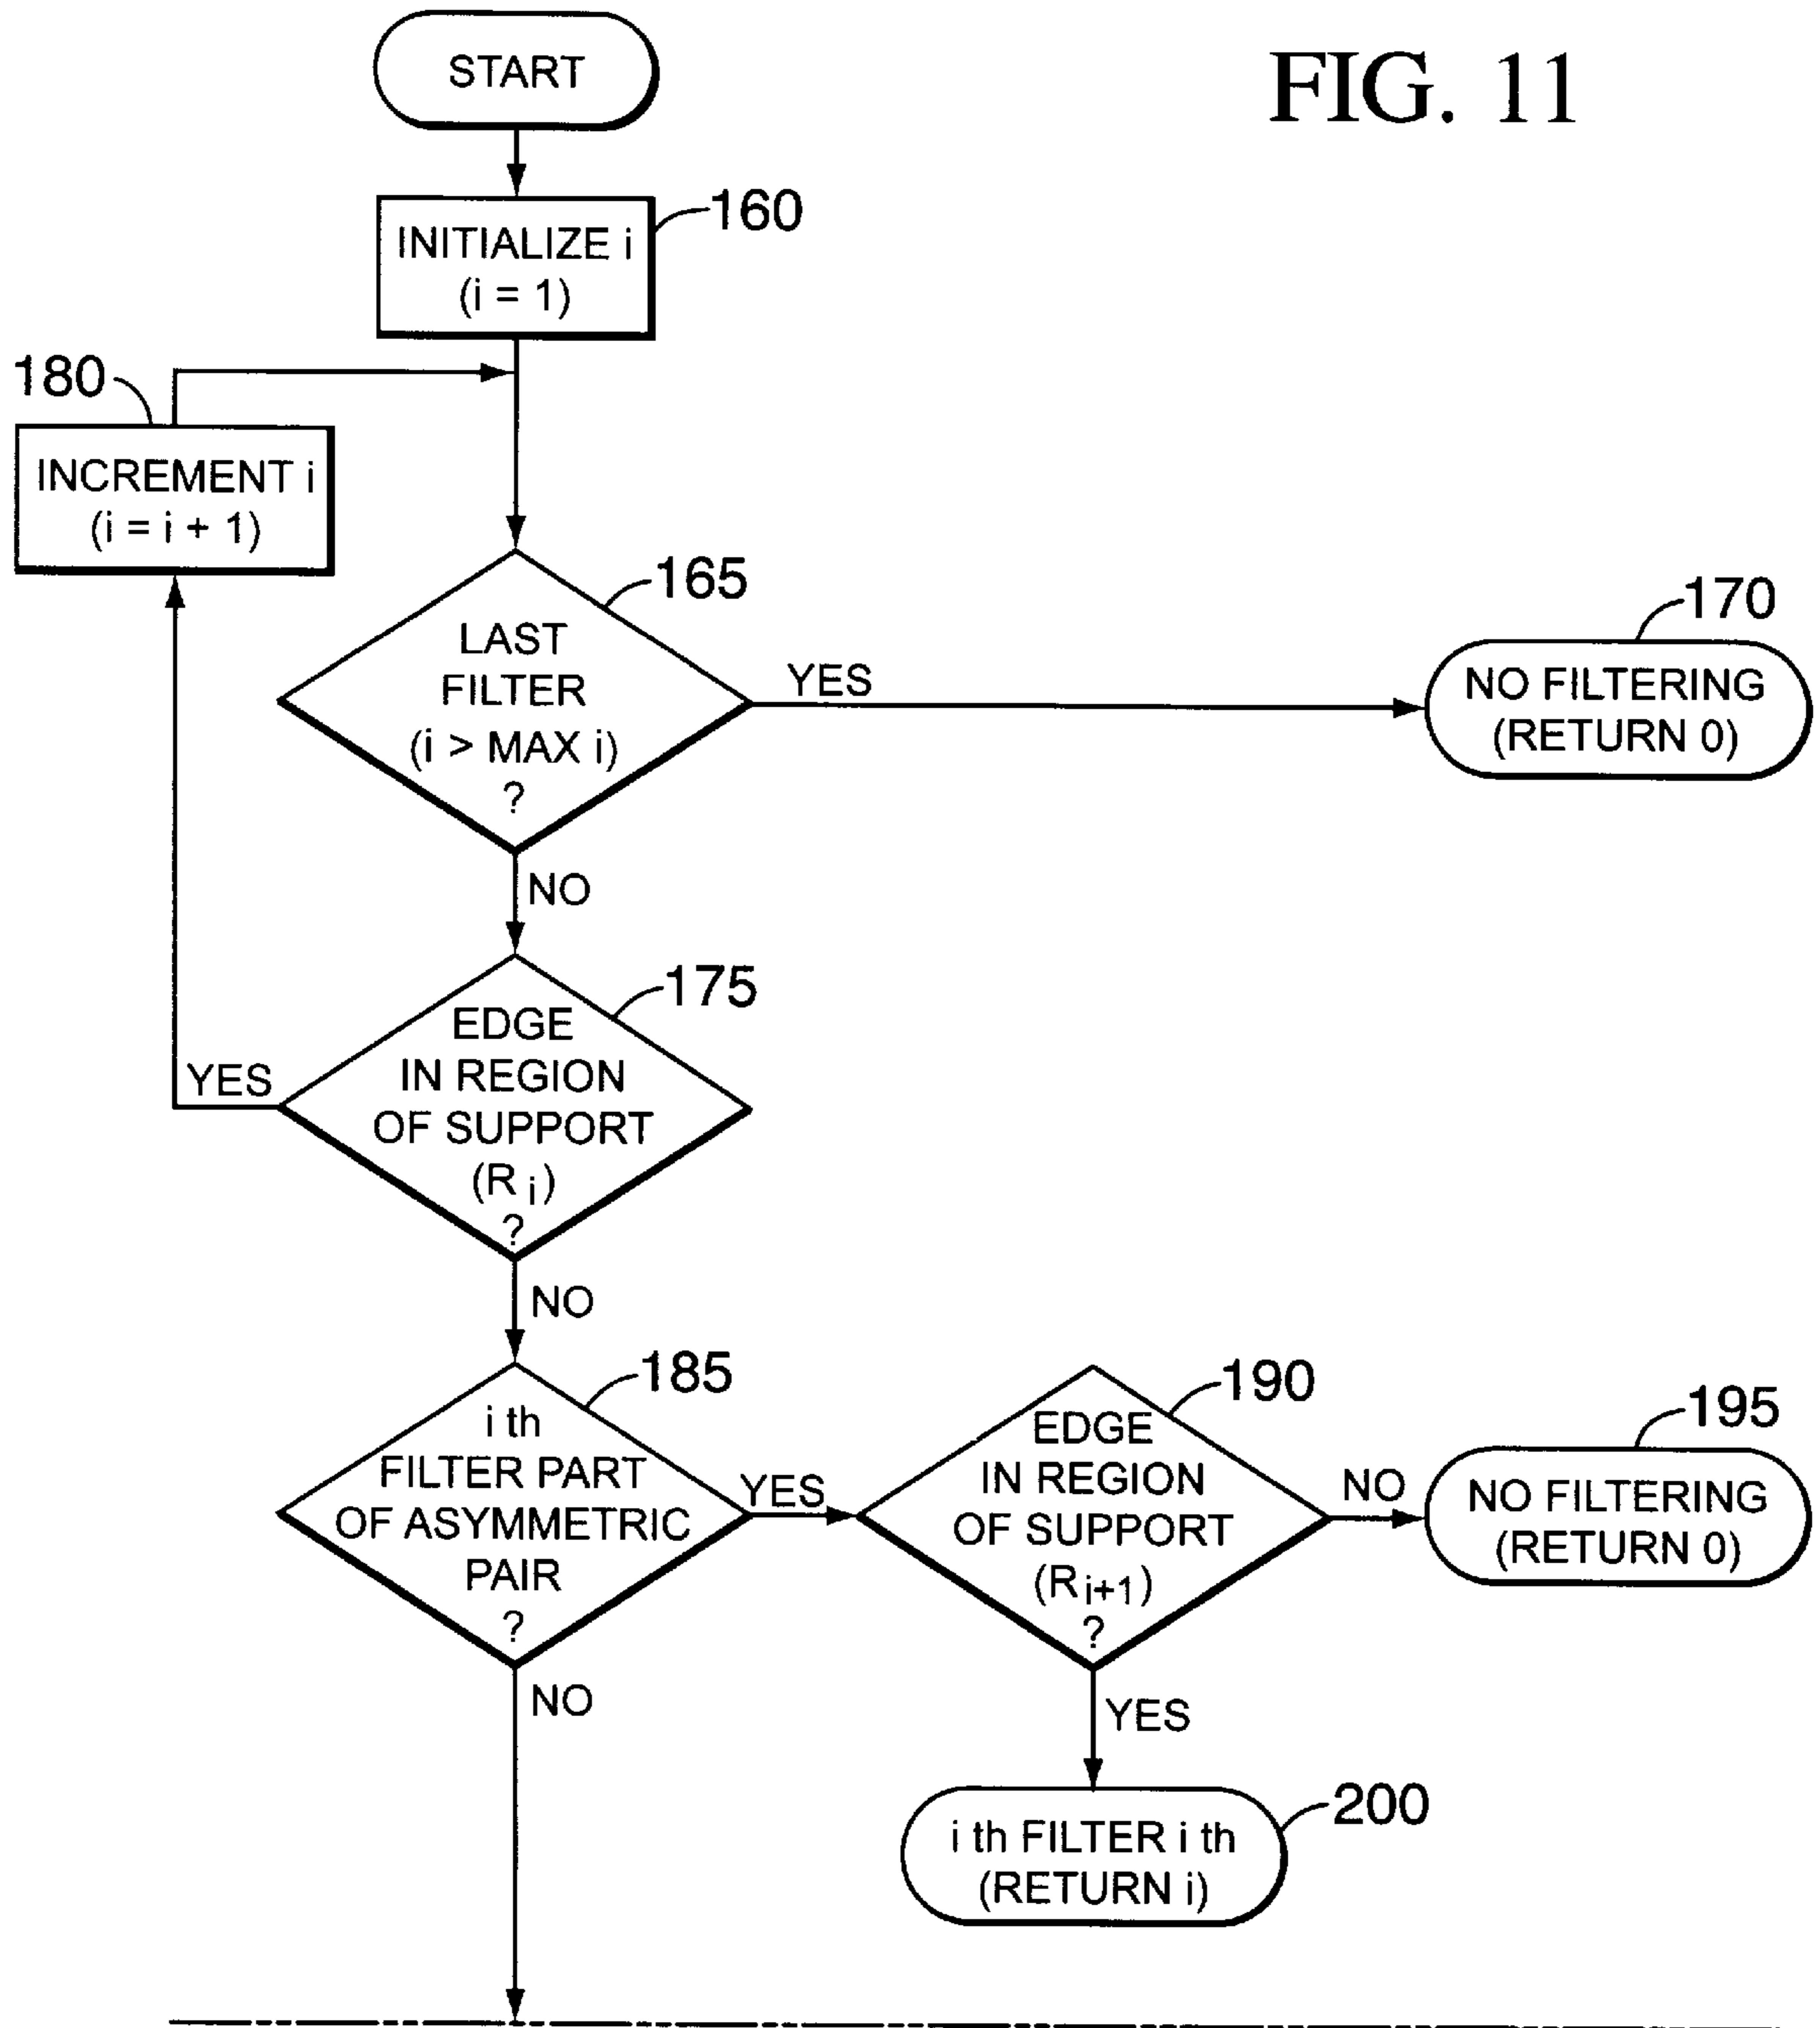 FIG. 11
START
160
INITIALIZE i
(i = 1)
180
INCREMENT i
(i = i + 1)
165
LAST
FILTER
(i > MAX i)
?
YES
170
NO FILTERING
(RETURN 0)
NO
175
EDGE
IN REGION
OF SUPPORT
(R i)
?
YES
NO
185
i th
FILTER PART
OF ASYMMETRIC
PAIR
?
YES
190
EDGE
IN REGION
OF SUPPORT
(R i+1)
?
NO
195
NO FILTERING
(RETURN 0)
NO
YES
200
i th FILTER i th
(RETURN i)